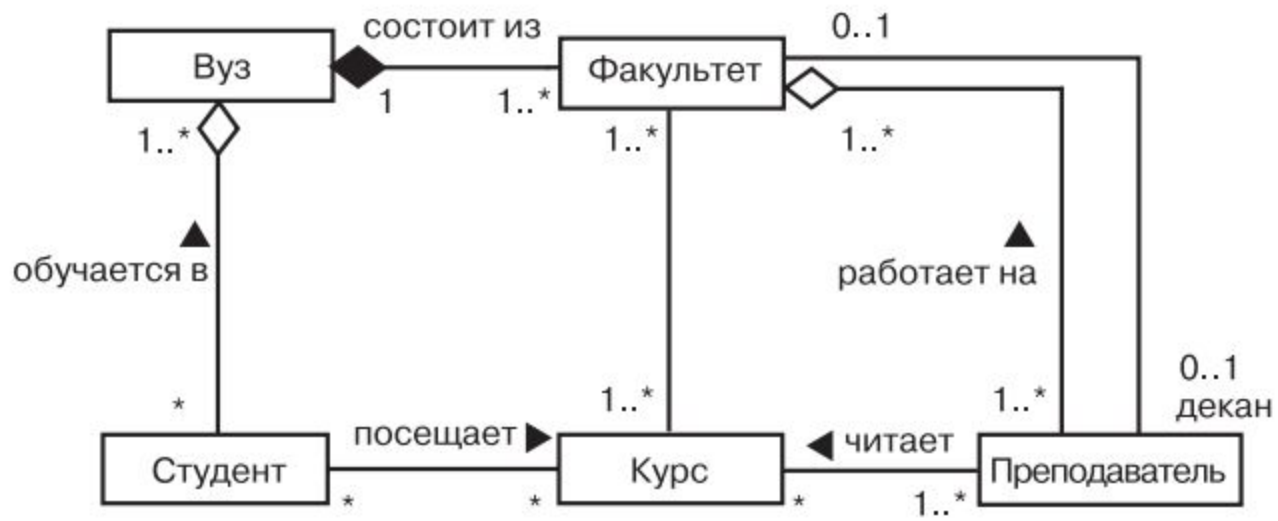 состоит из
0..1
Вуз
Факультет
1
1..*
1..*
1..*
1..*
обучается в
работает на
*
1..*
1..*
0..1
декан
посещает
читает
Студент
Курс
Преподаватель
*
*
*
1..*